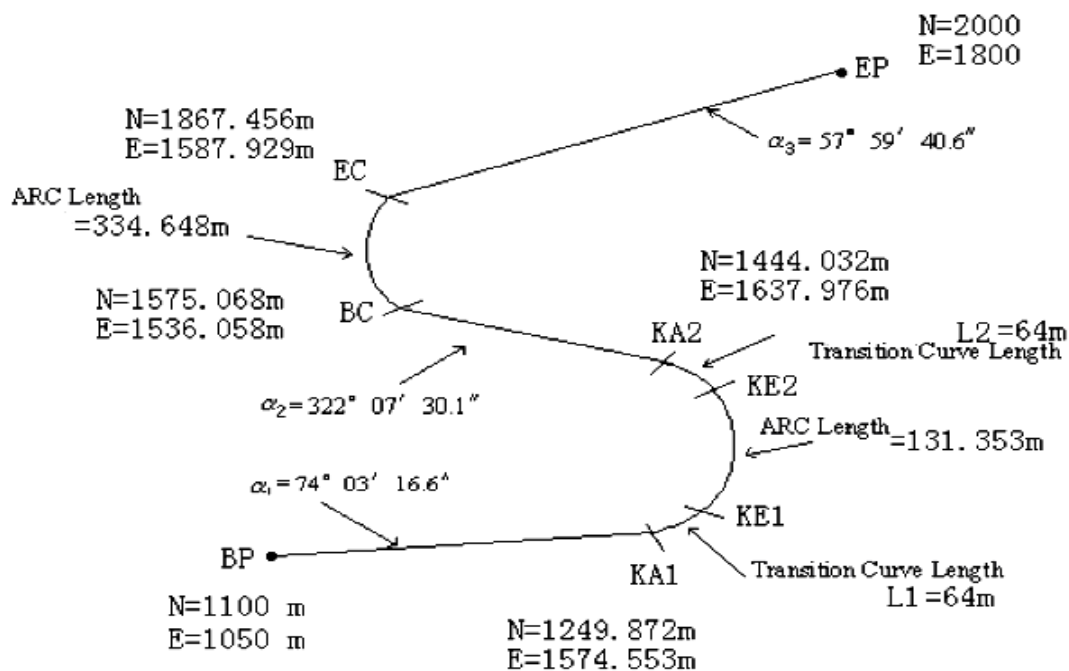 N=2000
E=1800
EP
N=1867.456m
E=1587.929m
α3=57° 59′ 40.6″
EC
ARC Length
=334.648m
N=1444.032m
E=1637.976m
N=1575.068m
E=1536.058m
BC
KA2
L2=64m
Transition Curve Length
KE2
α2=322° 07′ 30.1″
ARC Length
=131.353m
α1=74° 03′ 16.6″
KE1
BP
KA1
Transition Curve Length
L1=64m
N=1100 m
E=1050 m
N=1249.872m
E=1574.553m